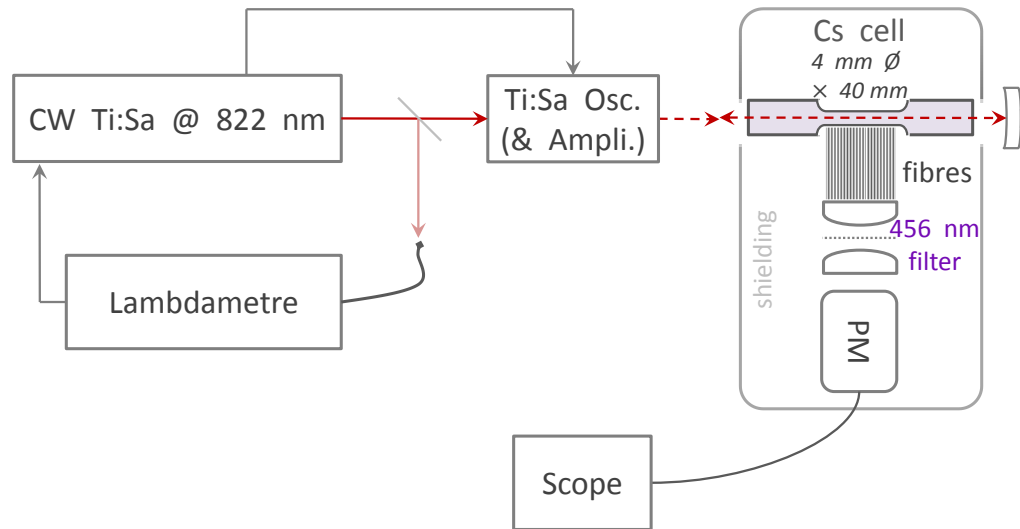 CW Ti:Sa @ 822 nm
Ti:Sa Osc.
(& Ampli.)
Cs cell
4 mm Ø
× 40 mm
fibres
456 nm
filter
shielding
Lambdametre
PM
Scope